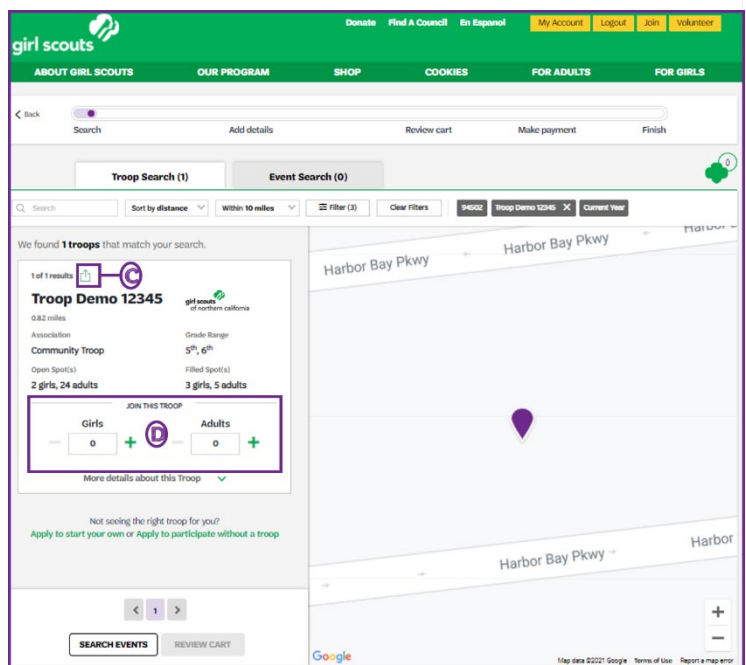 girl scouts
Donate Find A Council En Espanol My Account Logout Join Volunteer
ABOUT GIRL SCOUTS OUR PROGRAM SHOP COOKIES FOR ADULTS FOR GIRLS
Back
Search Add details Review cart Make payment Finish
Troop Search (1) Event Search (0)
0
Search Sort by distance Within 10 miles Filter (3) Clear Filters 94502 Troop Demo 12345 X Current Year
We found 1 troops that match your search.
1 of 1 results
C
Troop Demo 12345
girl scouts
of northern california
0.82 miles
Association Grade Range
Community Troop 5th, 6th
Open Spot(s) Filled Spot(s)
2 girls, 24 adults 3 girls, 5 adults
JOIN THIS TROOP
Girls Adults
— 0 + D — 0 +
More details about this Troop
Not seeing the right troop for you?
Apply to start your own or Apply to participate without a troop
< 1 >
SEARCH EVENTS REVIEW CART
Harbor Bay Pkwy
Harbor Bay Pkwy
Harbor Bay Pkwy
Harbor
+
−
Google
Map data ©2021 Google Terms of Use Report a map error